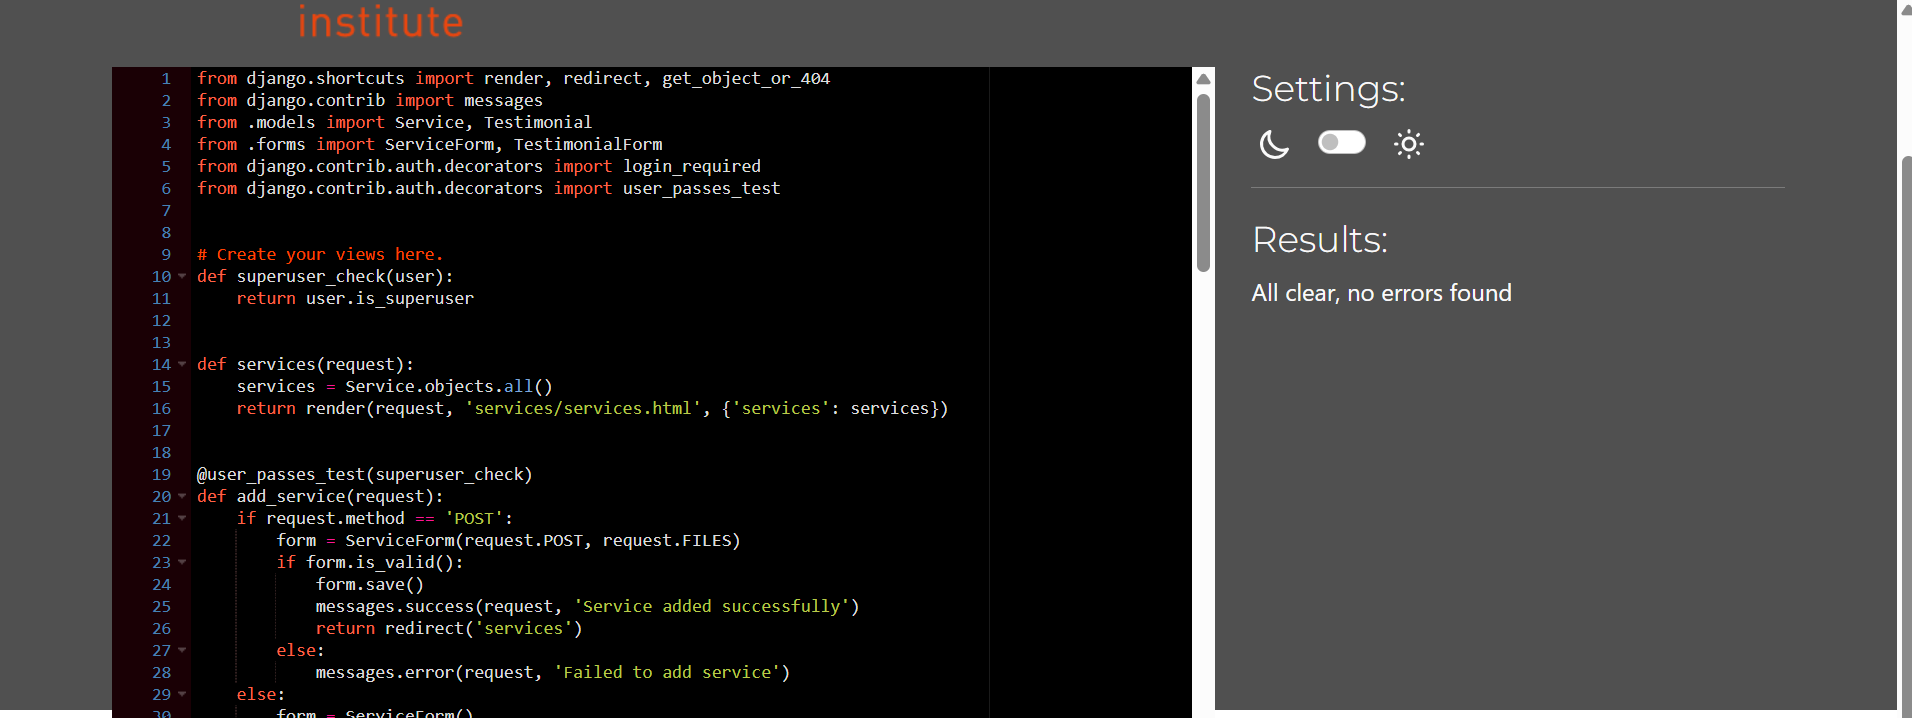 institute
1 from django.shortcuts import render, redirect, get_object_or_404
2 from django.contrib import messages
3 from .models import Service, Testimonial
4 from .forms import ServiceForm, TestimonialForm
5 from django.contrib.auth.decorators import login_required
6 from django.contrib.auth.decorators import user_passes_test
7
8
9 # Create your views here.
10 def superuser_check(user):
11     return user.is_superuser
12
13
14 def services(request):
15     services = Service.objects.all()
16     return render(request, 'services/services.html', {'services': services})
17
18
19 @user_passes_test(superuser_check)
20 def add_service(request):
21     if request.method == 'POST':
22         form = ServiceForm(request.POST, request.FILES)
23         if form.is_valid():
24             form.save()
25             messages.success(request, 'Service added successfully')
26             return redirect('services')
27         else:
28             messages.error(request, 'Failed to add service')
29     else:
30         form = ServiceForm()
Settings:
Results:
All clear, no errors found